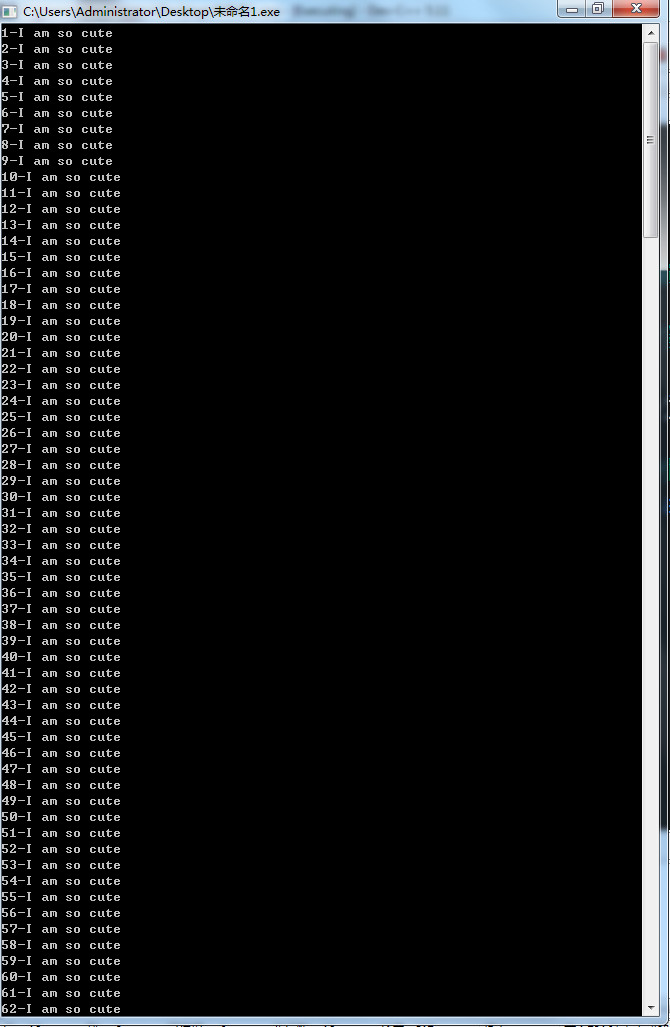 C:\Users\Administrator\Desktop\未命名1.exe
1-I am so cute
2-I am so cute
3-I am so cute
4-I am so cute
5-I am so cute
6-I am so cute
7-I am so cute
8-I am so cute
9-I am so cute
10-I am so cute
11-I am so cute
12-I am so cute
13-I am so cute
14-I am so cute
15-I am so cute
16-I am so cute
17-I am so cute
18-I am so cute
19-I am so cute
20-I am so cute
21-I am so cute
22-I am so cute
23-I am so cute
24-I am so cute
25-I am so cute
26-I am so cute
27-I am so cute
28-I am so cute
29-I am so cute
30-I am so cute
31-I am so cute
32-I am so cute
33-I am so cute
34-I am so cute
35-I am so cute
36-I am so cute
37-I am so cute
38-I am so cute
39-I am so cute
40-I am so cute
41-I am so cute
42-I am so cute
43-I am so cute
44-I am so cute
45-I am so cute
46-I am so cute
47-I am so cute
48-I am so cute
49-I am so cute
50-I am so cute
51-I am so cute
52-I am so cute
53-I am so cute
54-I am so cute
55-I am so cute
56-I am so cute
57-I am so cute
58-I am so cute
59-I am so cute
60-I am so cute
61-I am so cute
62-I am so cute